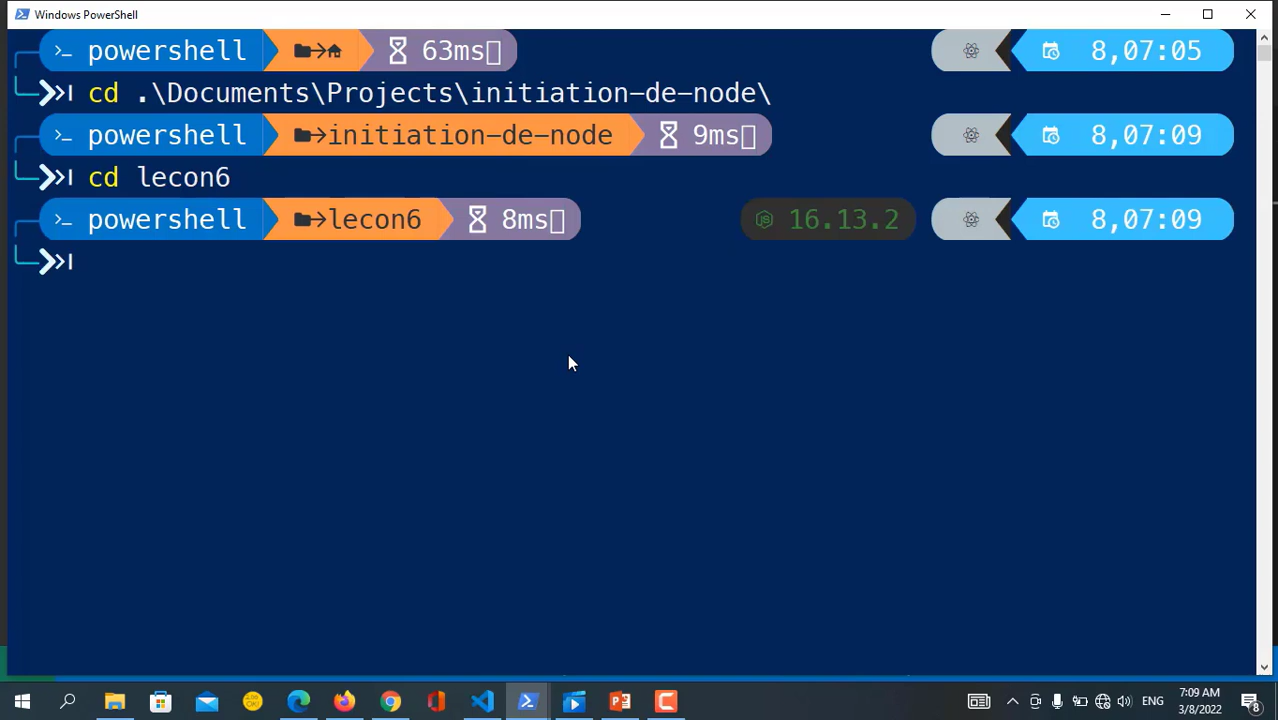 Windows PowerShell
powershell 63ms 8,07:05
cd .\Documents\Projects\initiation-de-node\
powershell initiation-de-node 9ms 8,07:09
cd lecon6
powershell lecon6 8ms 16.13.2 8,07:09
ENG
7:09 AM
3/8/2022
8